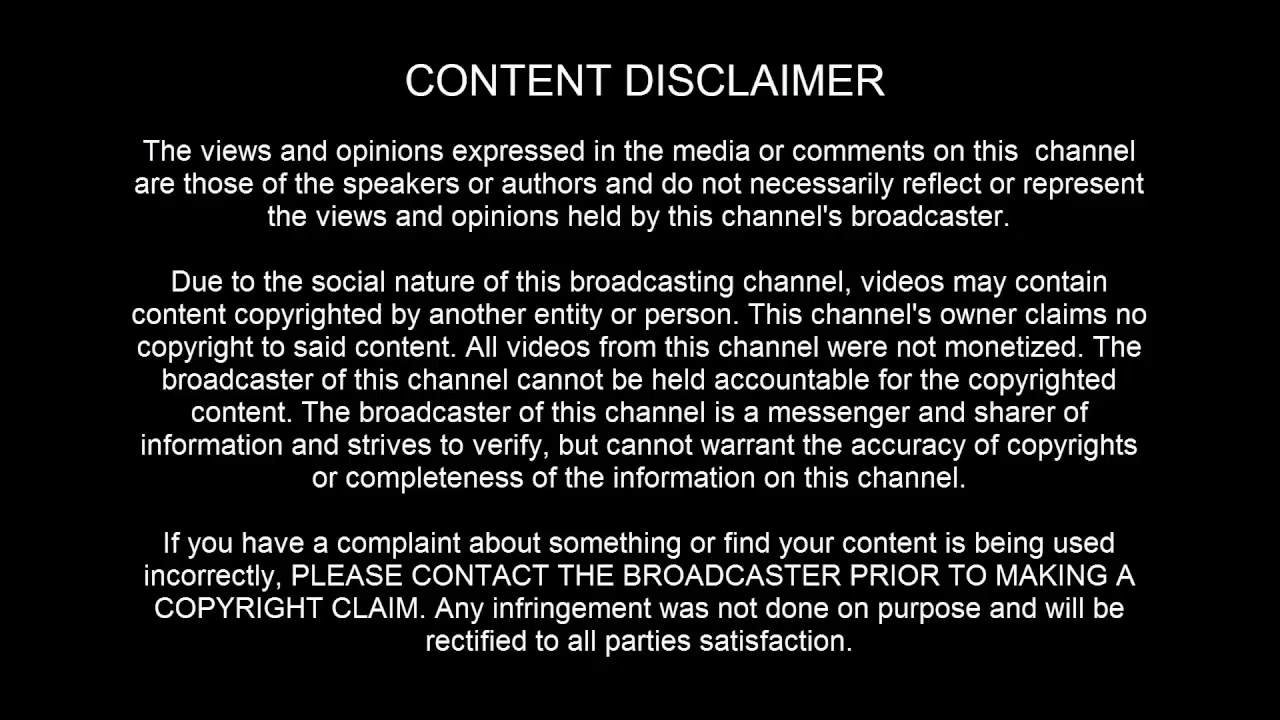 CONTENT DISCLAIMER
The views and opinions expressed in the media or comments on this  channel
are those of the speakers or authors and do not necessarily reflect or represent
the views and opinions held by this channel's broadcaster.
Due to the social nature of this broadcasting channel, videos may contain
content copyrighted by another entity or person. This channel's owner claims no
copyright to said content. All videos from this channel were not monetized. The
broadcaster of this channel cannot be held accountable for the copyrighted
content. The broadcaster of this channel is a messenger and sharer of
information and strives to verify, but cannot warrant the accuracy of copyrights
or completeness of the information on this channel.
If you have a complaint about something or find your content is being used
incorrectly, PLEASE CONTACT THE BROADCASTER PRIOR TO MAKING A
COPYRIGHT CLAIM. Any infringement was not done on purpose and will be
rectified to all parties satisfaction.